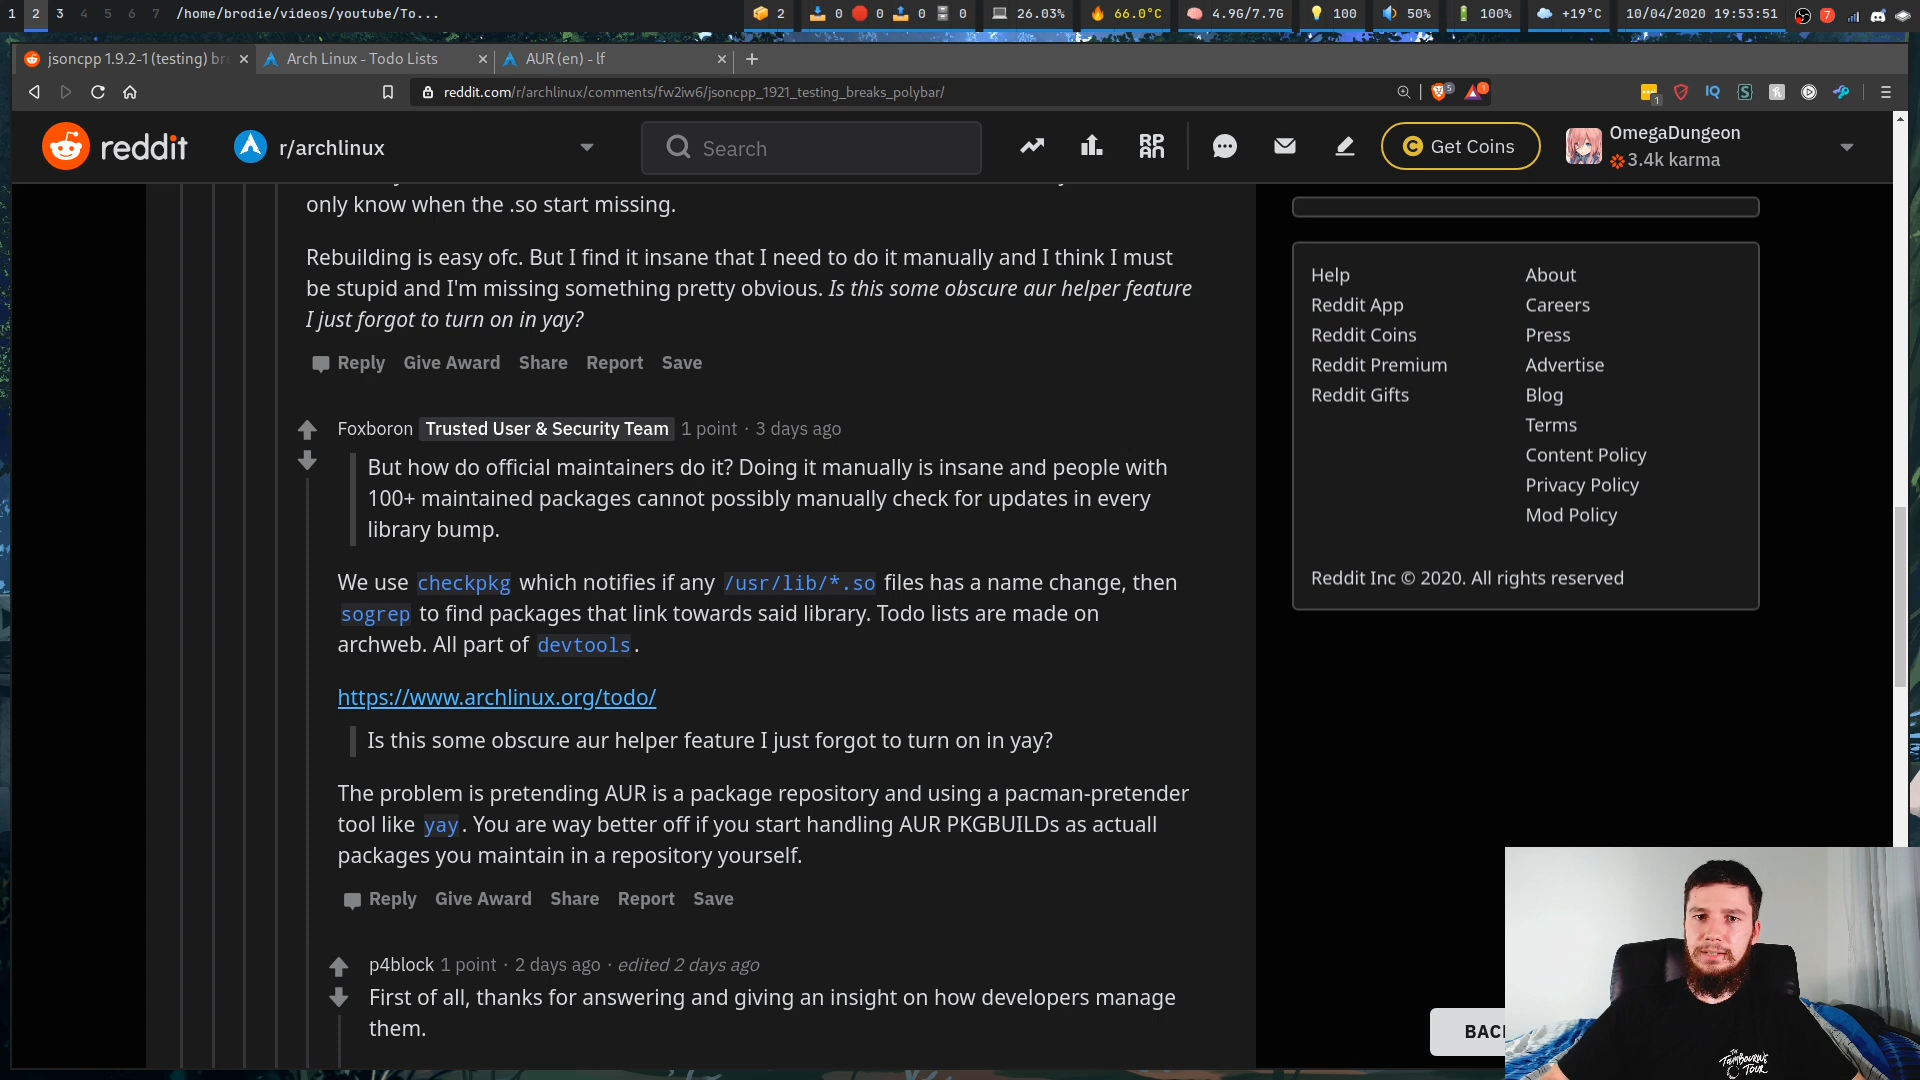 1 2 3 4 5 6 7 /home/brodie/videos/youtube/To... 2 0 0 0 0 26.03% 66.0°C 4.9G/7.7G 100 50% 100% +19°C 10/04/2020 19:53:51 7
jsoncpp 1.9.2-1 (testing) bre Arch Linux - Todo Lists AUR (en) - lf
reddit.com/r/archlinux/comments/fw2iw6/jsoncpp_1921_testing_breaks_polybar/ 5 1 1 IQ
reddit r/archlinux Search RPAN Get Coins OmegaDungeon
3.4k karma
only know when the .so start missing.
Rebuilding is easy ofc. But I find it insane that I need to do it manually and I think I must
be stupid and I'm missing something pretty obvious. Is this some obscure aur helper feature
I just forgot to turn on in yay?
Reply Give Award Share Report Save
Foxboron Trusted User & Security Team 1 point · 3 days ago
But how do official maintainers do it? Doing it manually is insane and people with
100+ maintained packages cannot possibly manually check for updates in every
library bump.
We use checkpkg which notifies if any /usr/lib/*.so files has a name change, then
sogrep to find packages that link towards said library. Todo lists are made on
archweb. All part of devtools.
https://www.archlinux.org/todo/
Is this some obscure aur helper feature I just forgot to turn on in yay?
The problem is pretending AUR is a package repository and using a pacman-pretender
tool like yay. You are way better off if you start handling AUR PKGBUILDs as actuall
packages you maintain in a repository yourself.
Reply Give Award Share Report Save
p4block 1 point · 2 days ago · edited 2 days ago
First of all, thanks for answering and giving an insight on how developers manage
them.
Help About
Reddit App Careers
Reddit Coins Press
Reddit Premium Advertise
Reddit Gifts Blog
Terms
Content Policy
Privacy Policy
Mod Policy
Reddit Inc © 2020. All rights reserved
BAC
The
Tambourine
Tour